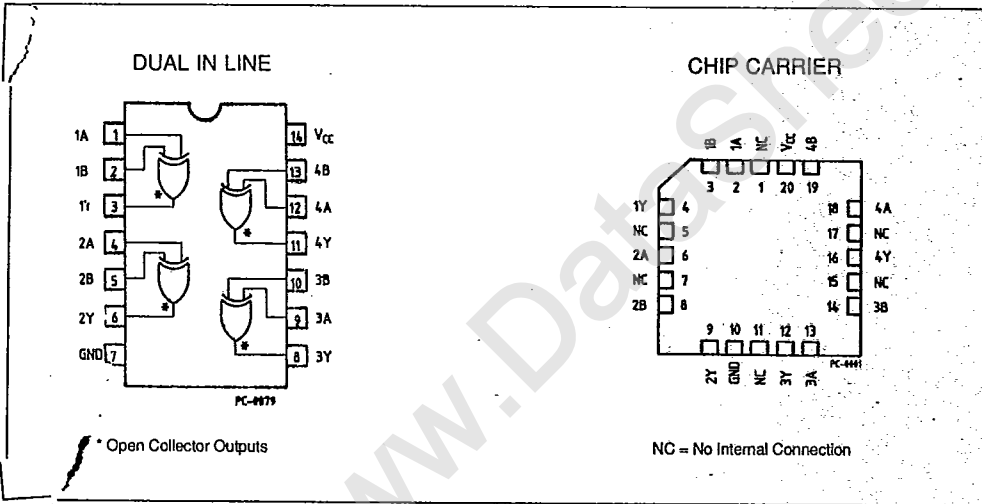 DUAL IN LINE
1A 1 14 Vcc
1B 2 13 4B
1Y 3 12 4A
2A 4 11 4Y
2B 5 10 3B
2Y 6 9 3A
GND 7 8 3Y
*
*
*
*
PC-0079
* Open Collector Outputs
CHIP CARRIER
1B 1A NC Vcc 4B
3 2 1 20 19
1Y 4 18 4A
NC 5 17 NC
2A 6 16 4Y
NC 7 15 NC
2B 8 14 3B
9 10 11 12 13
2Y GND NC 3Y 3A
NC = No Internal Connection
www.DataShee